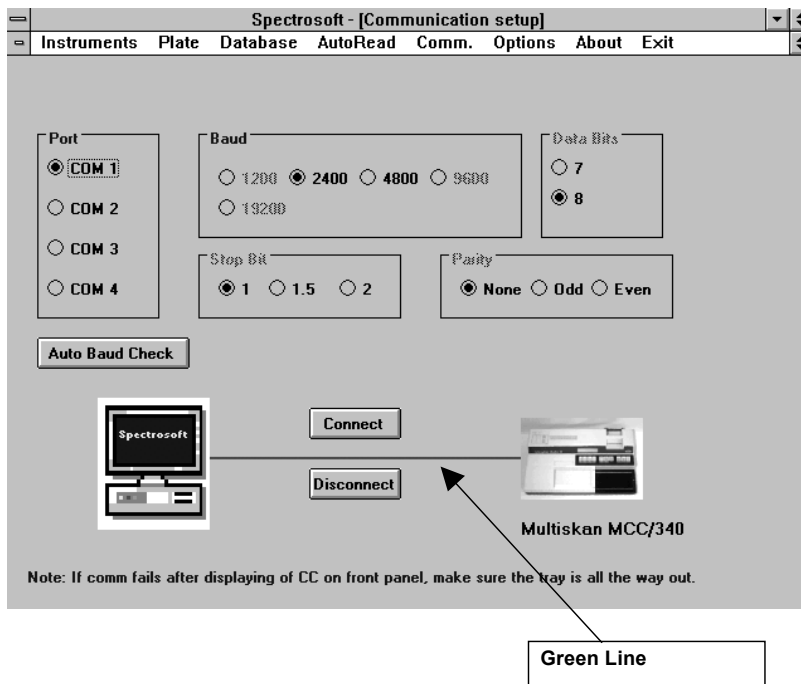 Spectrosoft - [Communication setup]
Instruments Plate Database AutoRead Comm. Options About Exit
Port
COM 1
COM 2
COM 3
COM 4
Baud
1200 2400 4800 9600
19200
Data Bits
7
8
Stop Bit
1 1.5 2
Parity
None Odd Even
Auto Baud Check
Spectrosoft
Connect
Disconnect
Multiskan MCC/340
Note: If comm fails after displaying of CC on front panel, make sure the tray is all the way out.
Green Line